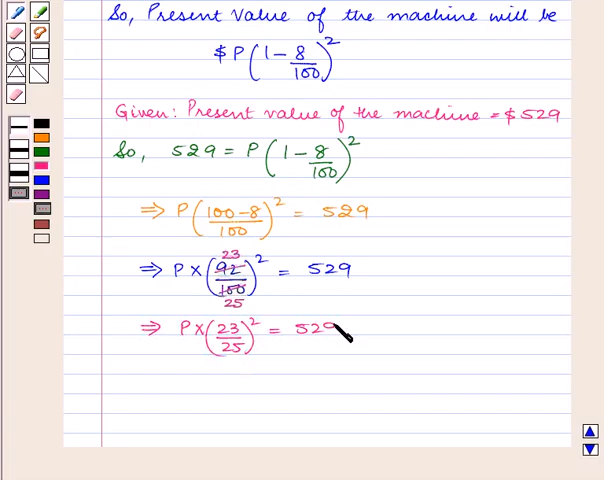 So, Present Value of the machine will be
$ P (1 - 8/100)²
Given: Present value of the machine = $ 529
So, 529 = P (1 - 8/100)²
⇒ P (100-8/100)² = 529
⇒ P × (92/100)² = 529
23
25
⇒ P × (23/25)² = 529